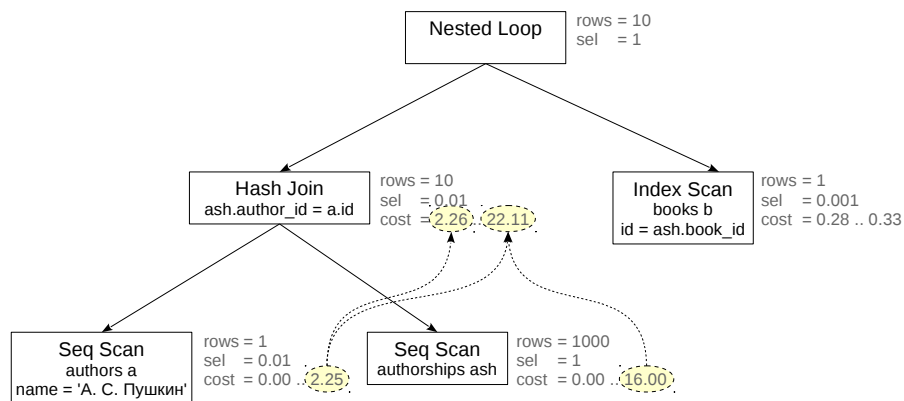 Nested Loop
rows = 10
sel = 1
Hash Join
ash.author_id = a.id
rows = 10
sel = 0.01
cost = 2.26 .. 22.11
Index Scan
books b
id = ash.book_id
rows = 1
sel = 0.001
cost = 0.28 .. 0.33
Seq Scan
authors a
name = 'А. С. Пушкин'
rows = 1
sel = 0.01
cost = 0.00 .. 2.25
Seq Scan
authorships ash
rows = 1000
sel = 1
cost = 0.00 .. 16.00